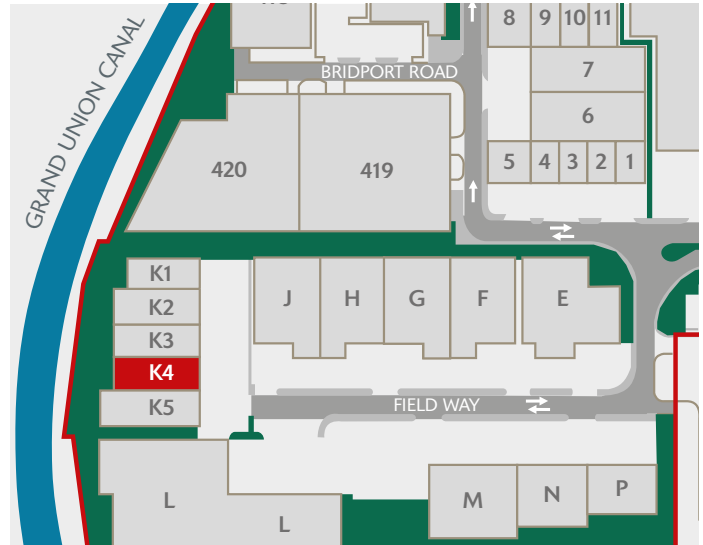 8 9 10 11
BRIDPORT ROAD
7
6
GRAND UNION CANAL
420
419
5 4 3 2 1
K1
K2
K3
K4
K5
J H G F E
FIELD WAY
L
L
M
N
P